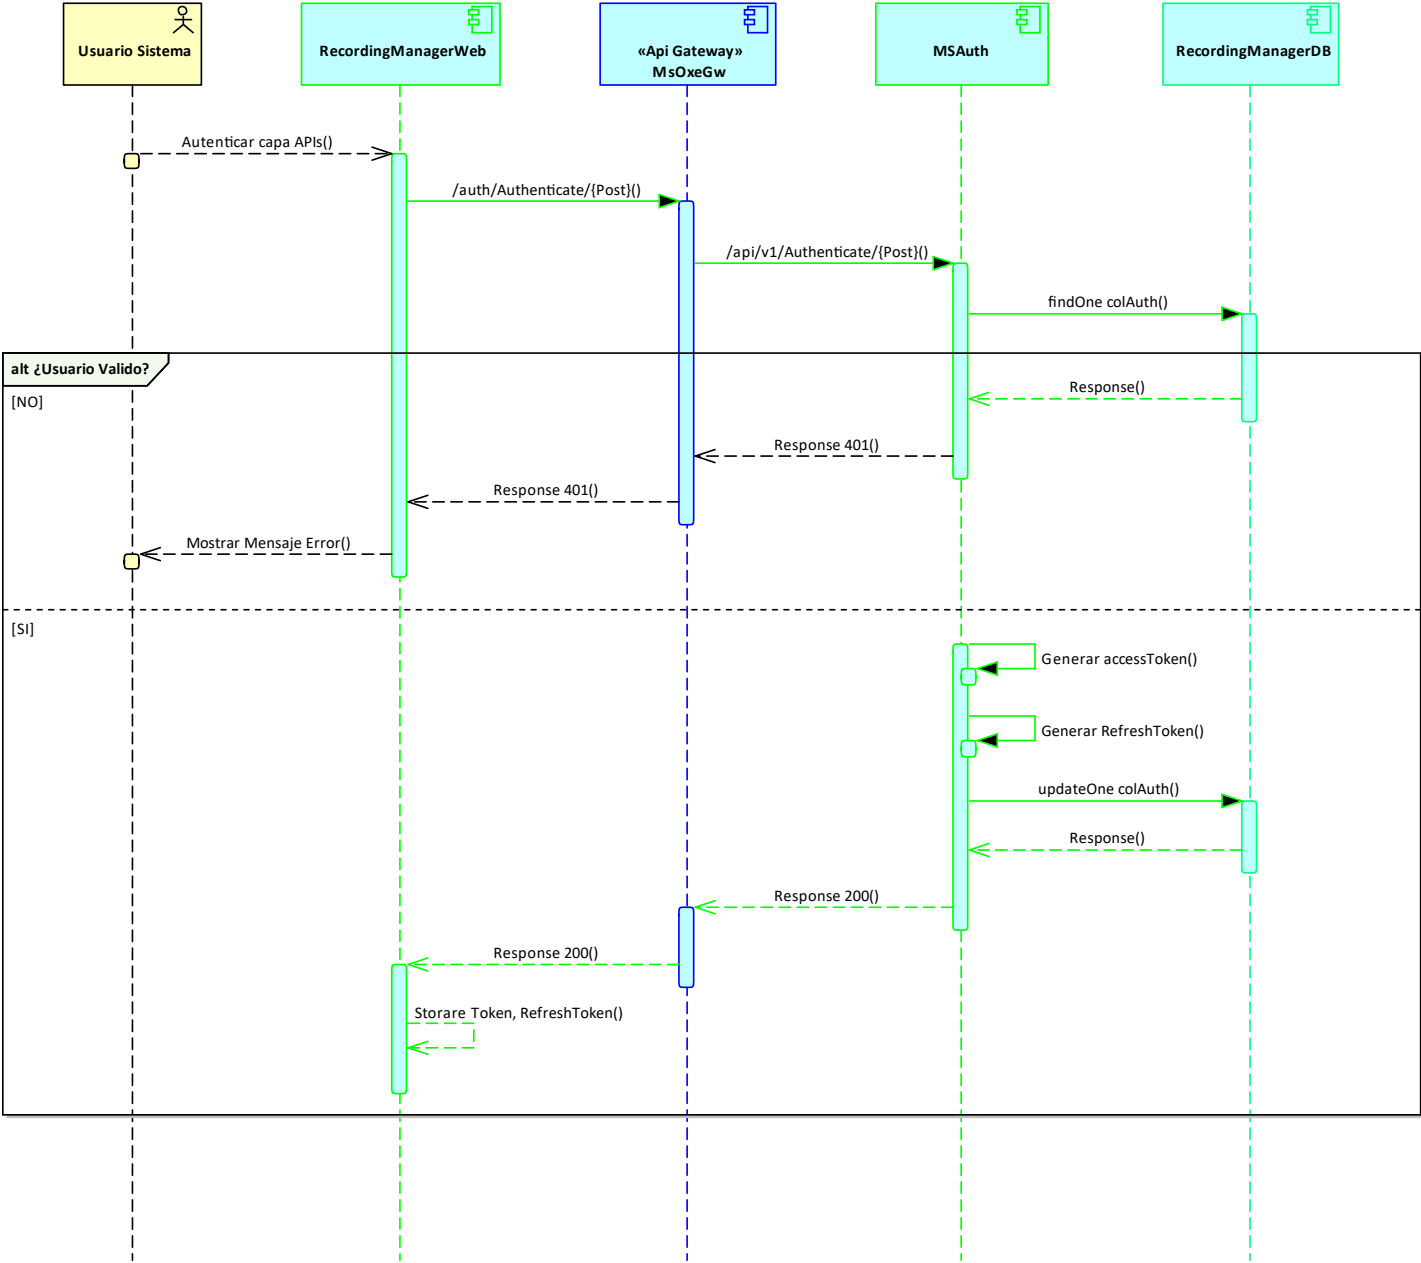 Usuario Sistema
RecordingManagerWeb
«Api Gateway»
MsOxeGw
MSAuth
RecordingManagerDB
Autenticar capa APIs()
/auth/Authenticate/{Post}()
/api/v1/Authenticate/{Post}()
findOne colAuth()
alt ¿Usuario Valido?
[NO]
Response()
Response 401()
Response 401()
Mostrar Mensaje Error()
[SI]
Generar accessToken()
Generar RefreshToken()
updateOne colAuth()
Response()
Response 200()
Response 200()
Storare Token, RefreshToken()